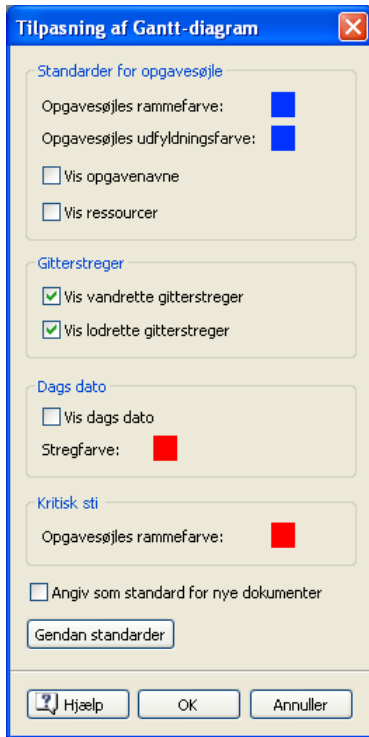 Tilpasning af Gantt-diagram
Standarder for opgavesøjle
Opgavesøjles rammefarve:
Opgavesøjles udfyldningsfarve:
Vis opgavenavne
Vis ressourcer
Gitterstreger
Vis vandrette gitterstreger
Vis lodrette gitterstreger
Dags dato
Vis dags dato
Stregfarve:
Kritisk sti
Opgavesøjles rammefarve:
Angiv som standard for nye dokumenter
Gendan standarder
Hjælp OK Annuller